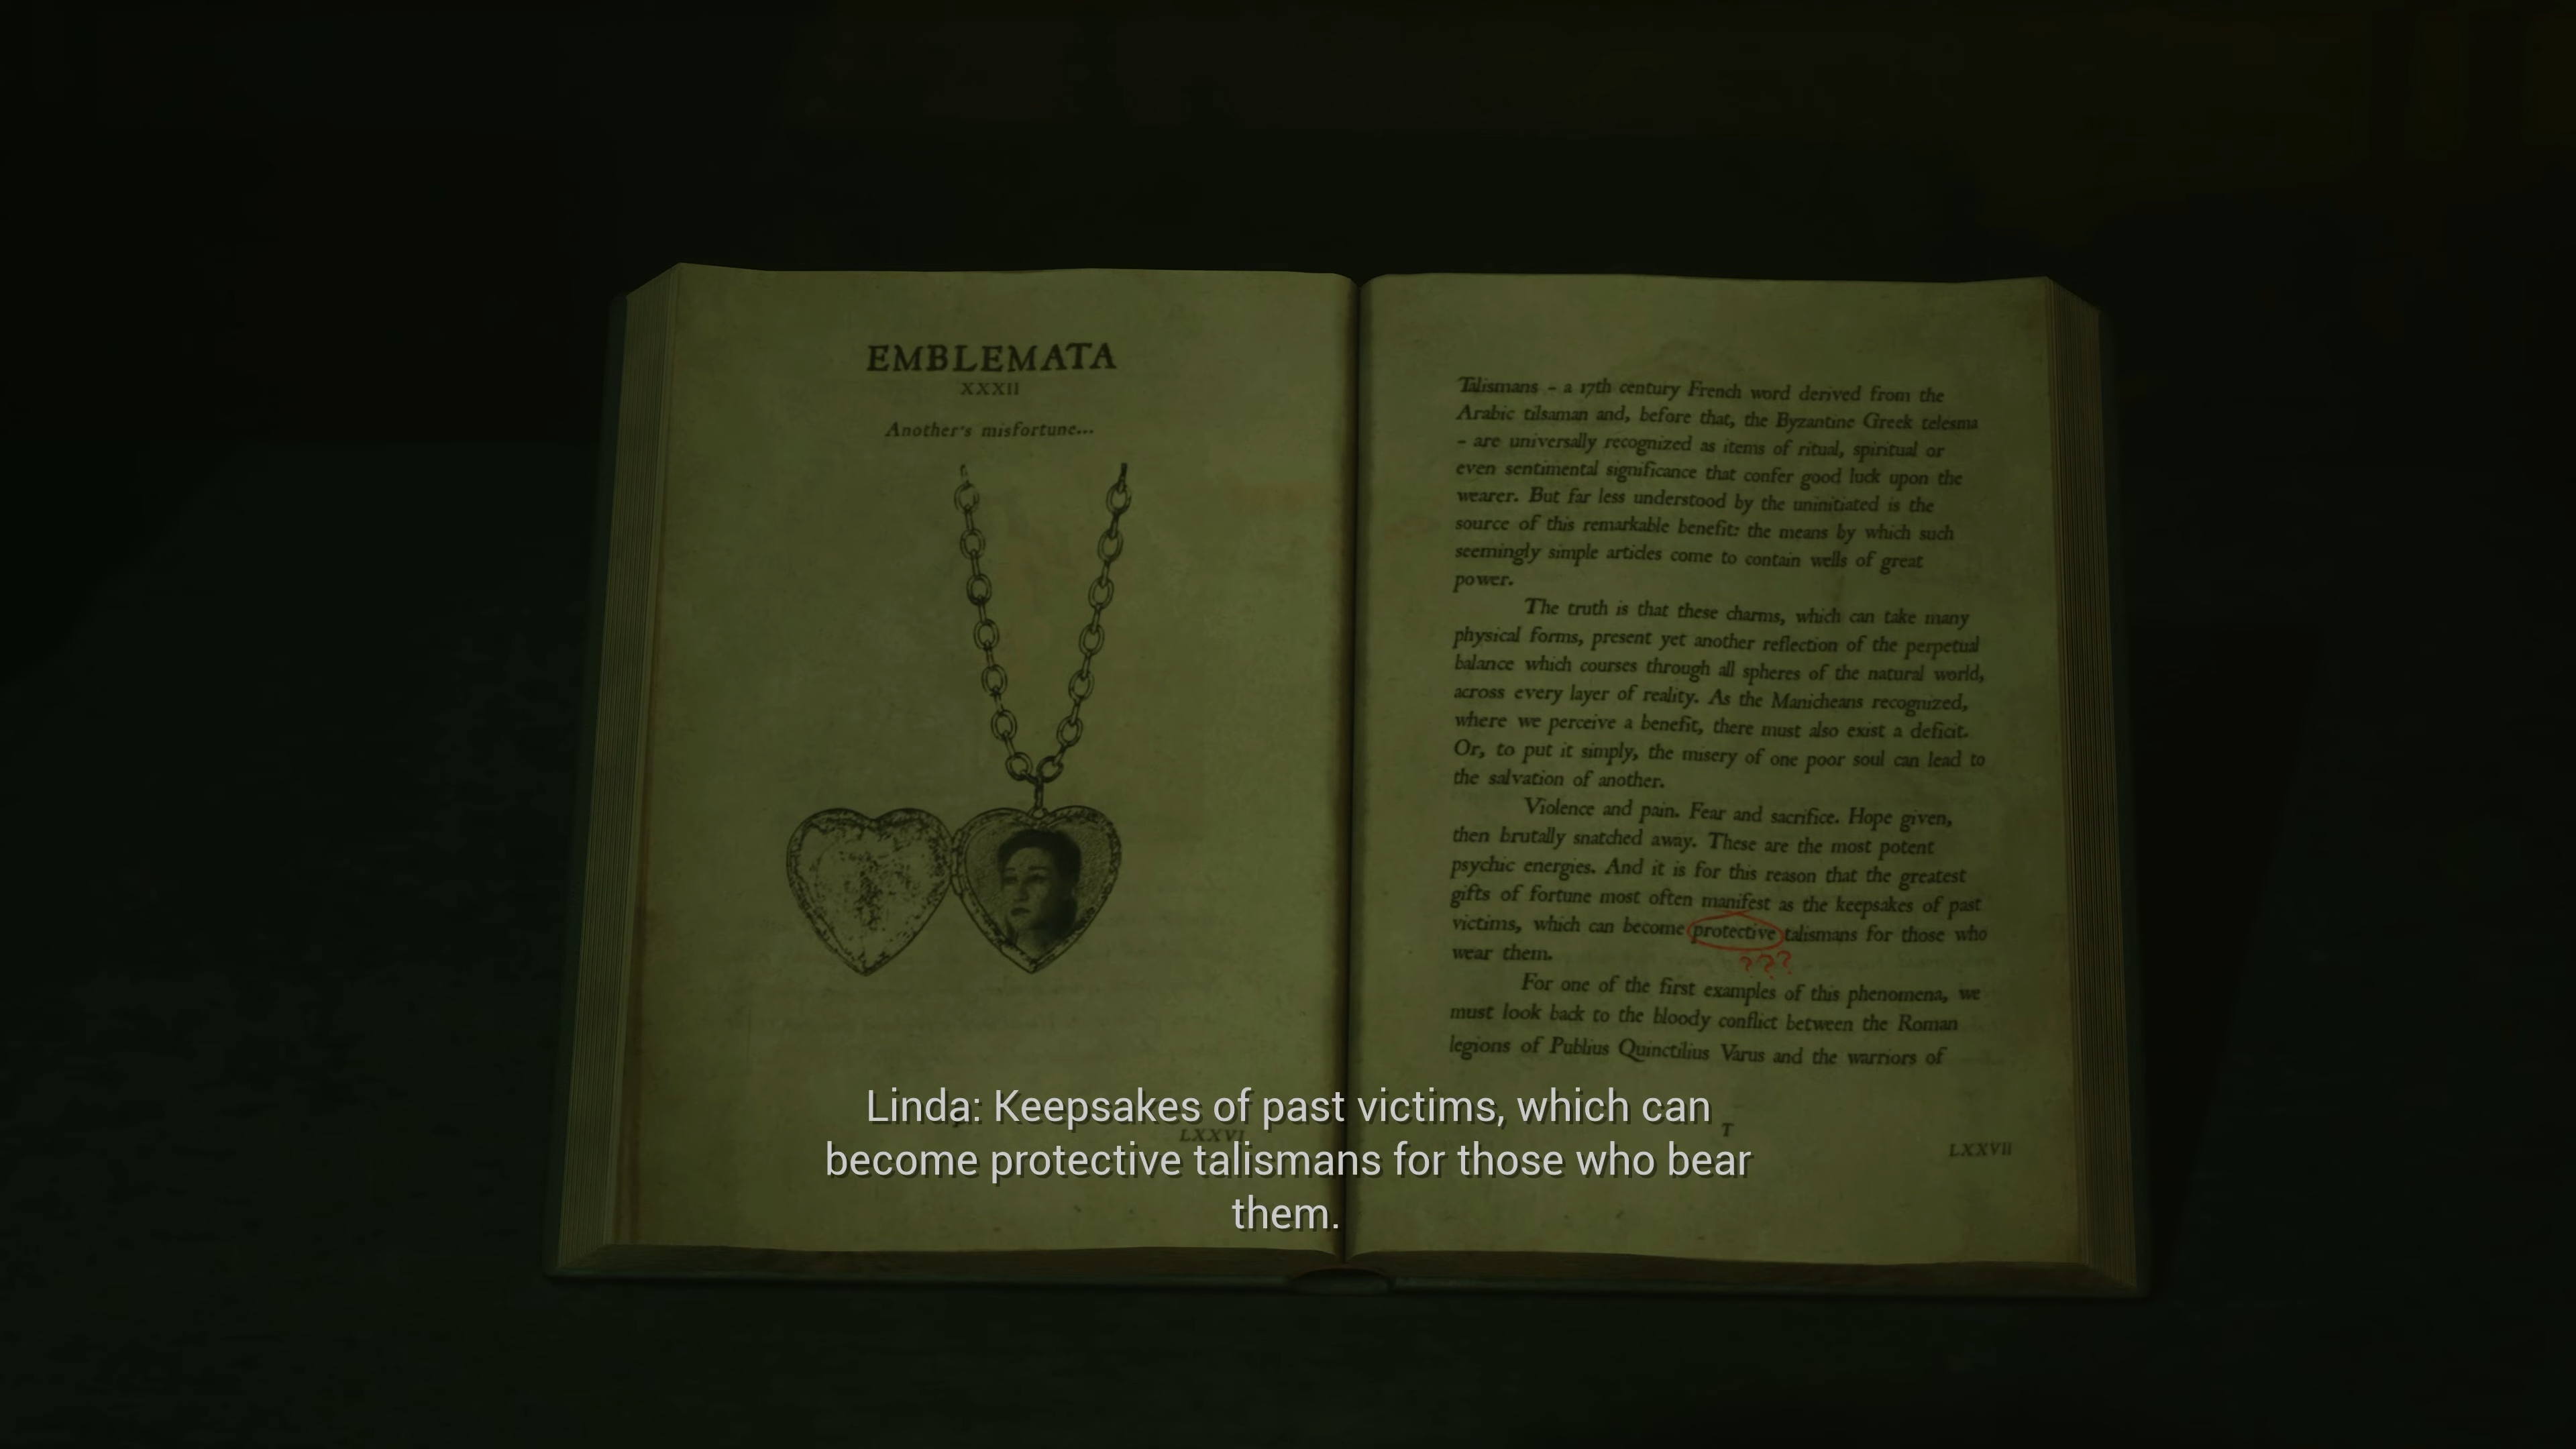 EMBLEMATA
XXXII
Another's misfortune...
LXXVI
Talismans - a 17th century French word derived from the
Arabic tilsaman and, before that, the Byzantine Greek telesma
- are universally recognized as items of ritual, spiritual or
even sentimental significance that confer good luck upon the
wearer. But far less understood by the uninitiated is the
source of this remarkable benefit: the means by which such
seemingly simple articles come to contain wells of great
power.
The truth is that these charms, which can take many
physical forms, present yet another reflection of the perpetual
balance which courses through all spheres of the natural world,
across every layer of reality. As the Manicheans recognized,
where we perceive a benefit, there must also exist a deficit.
Or, to put it simply, the misery of one poor soul can lead to
the salvation of another.
Violence and pain. Fear and sacrifice. Hope given,
then brutally snatched away. These are the most potent
psychic energies. And it is for this reason that the greatest
gifts of fortune most often manifest as the keepsakes of past
victims, which can become protective talismans for those who
wear them.
???
For one of the first examples of this phenomena, we
must look back to the bloody conflict between the Roman
legions of Publius Quinctilius Varus and the warriors of
T
LXXVII
Linda: Keepsakes of past victims, which can
become protective talismans for those who bear
them.